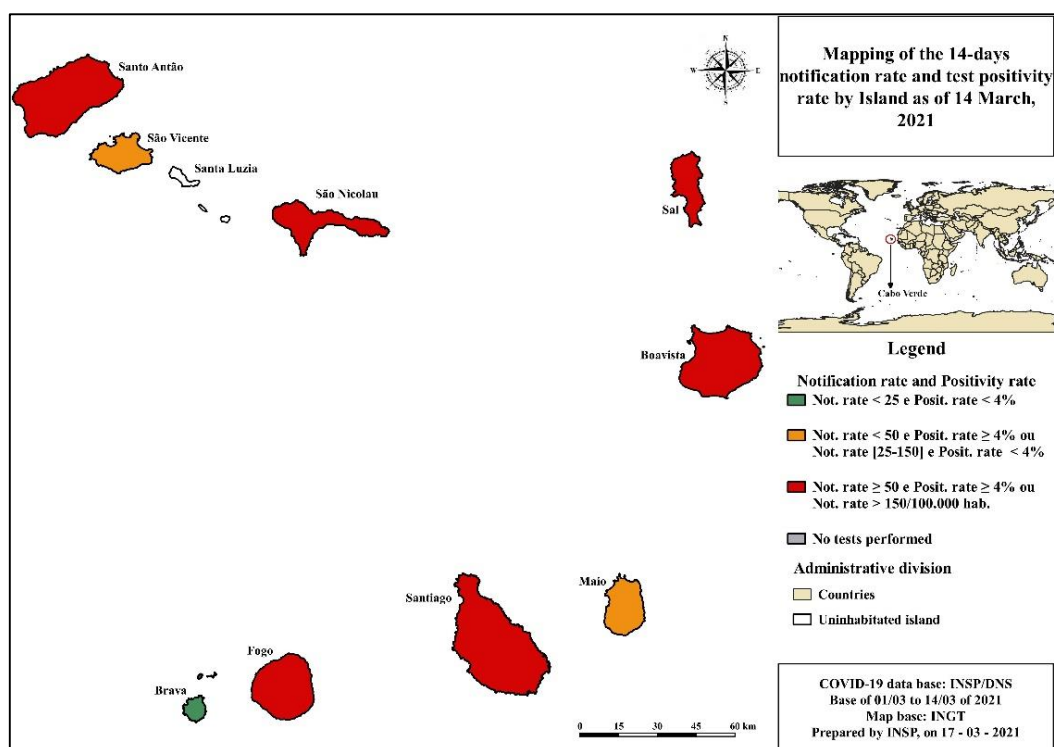 Mapping of the 14-days
notification rate and test positivity
rate by Island as of 14 March,
2021
Santo Antão
São Vicente
Santa Luzia
São Nicolau
Sal
Boavista
Maio
Santiago
Fogo
Brava
N
W
E
S
Cabo Verde
Legend
Notification rate and Positivity rate
Not. rate < 25 e Posit. rate < 4%
Not. rate < 50 e Posit. rate ≥ 4% ou
Not. rate [25-150] e Posit. rate < 4%
Not. rate ≥ 50 e Posit. rate ≥ 4% ou
Not. rate > 150/100.000 hab.
No tests performed
Administrative division
Countries
Uninhabitated island
0 15 30 45 60 km
COVID-19 data base: INSP/DNS
Base of 01/03 to 14/03 of 2021
Map base: INGT
Prepared by INSP, on 17 - 03 - 2021